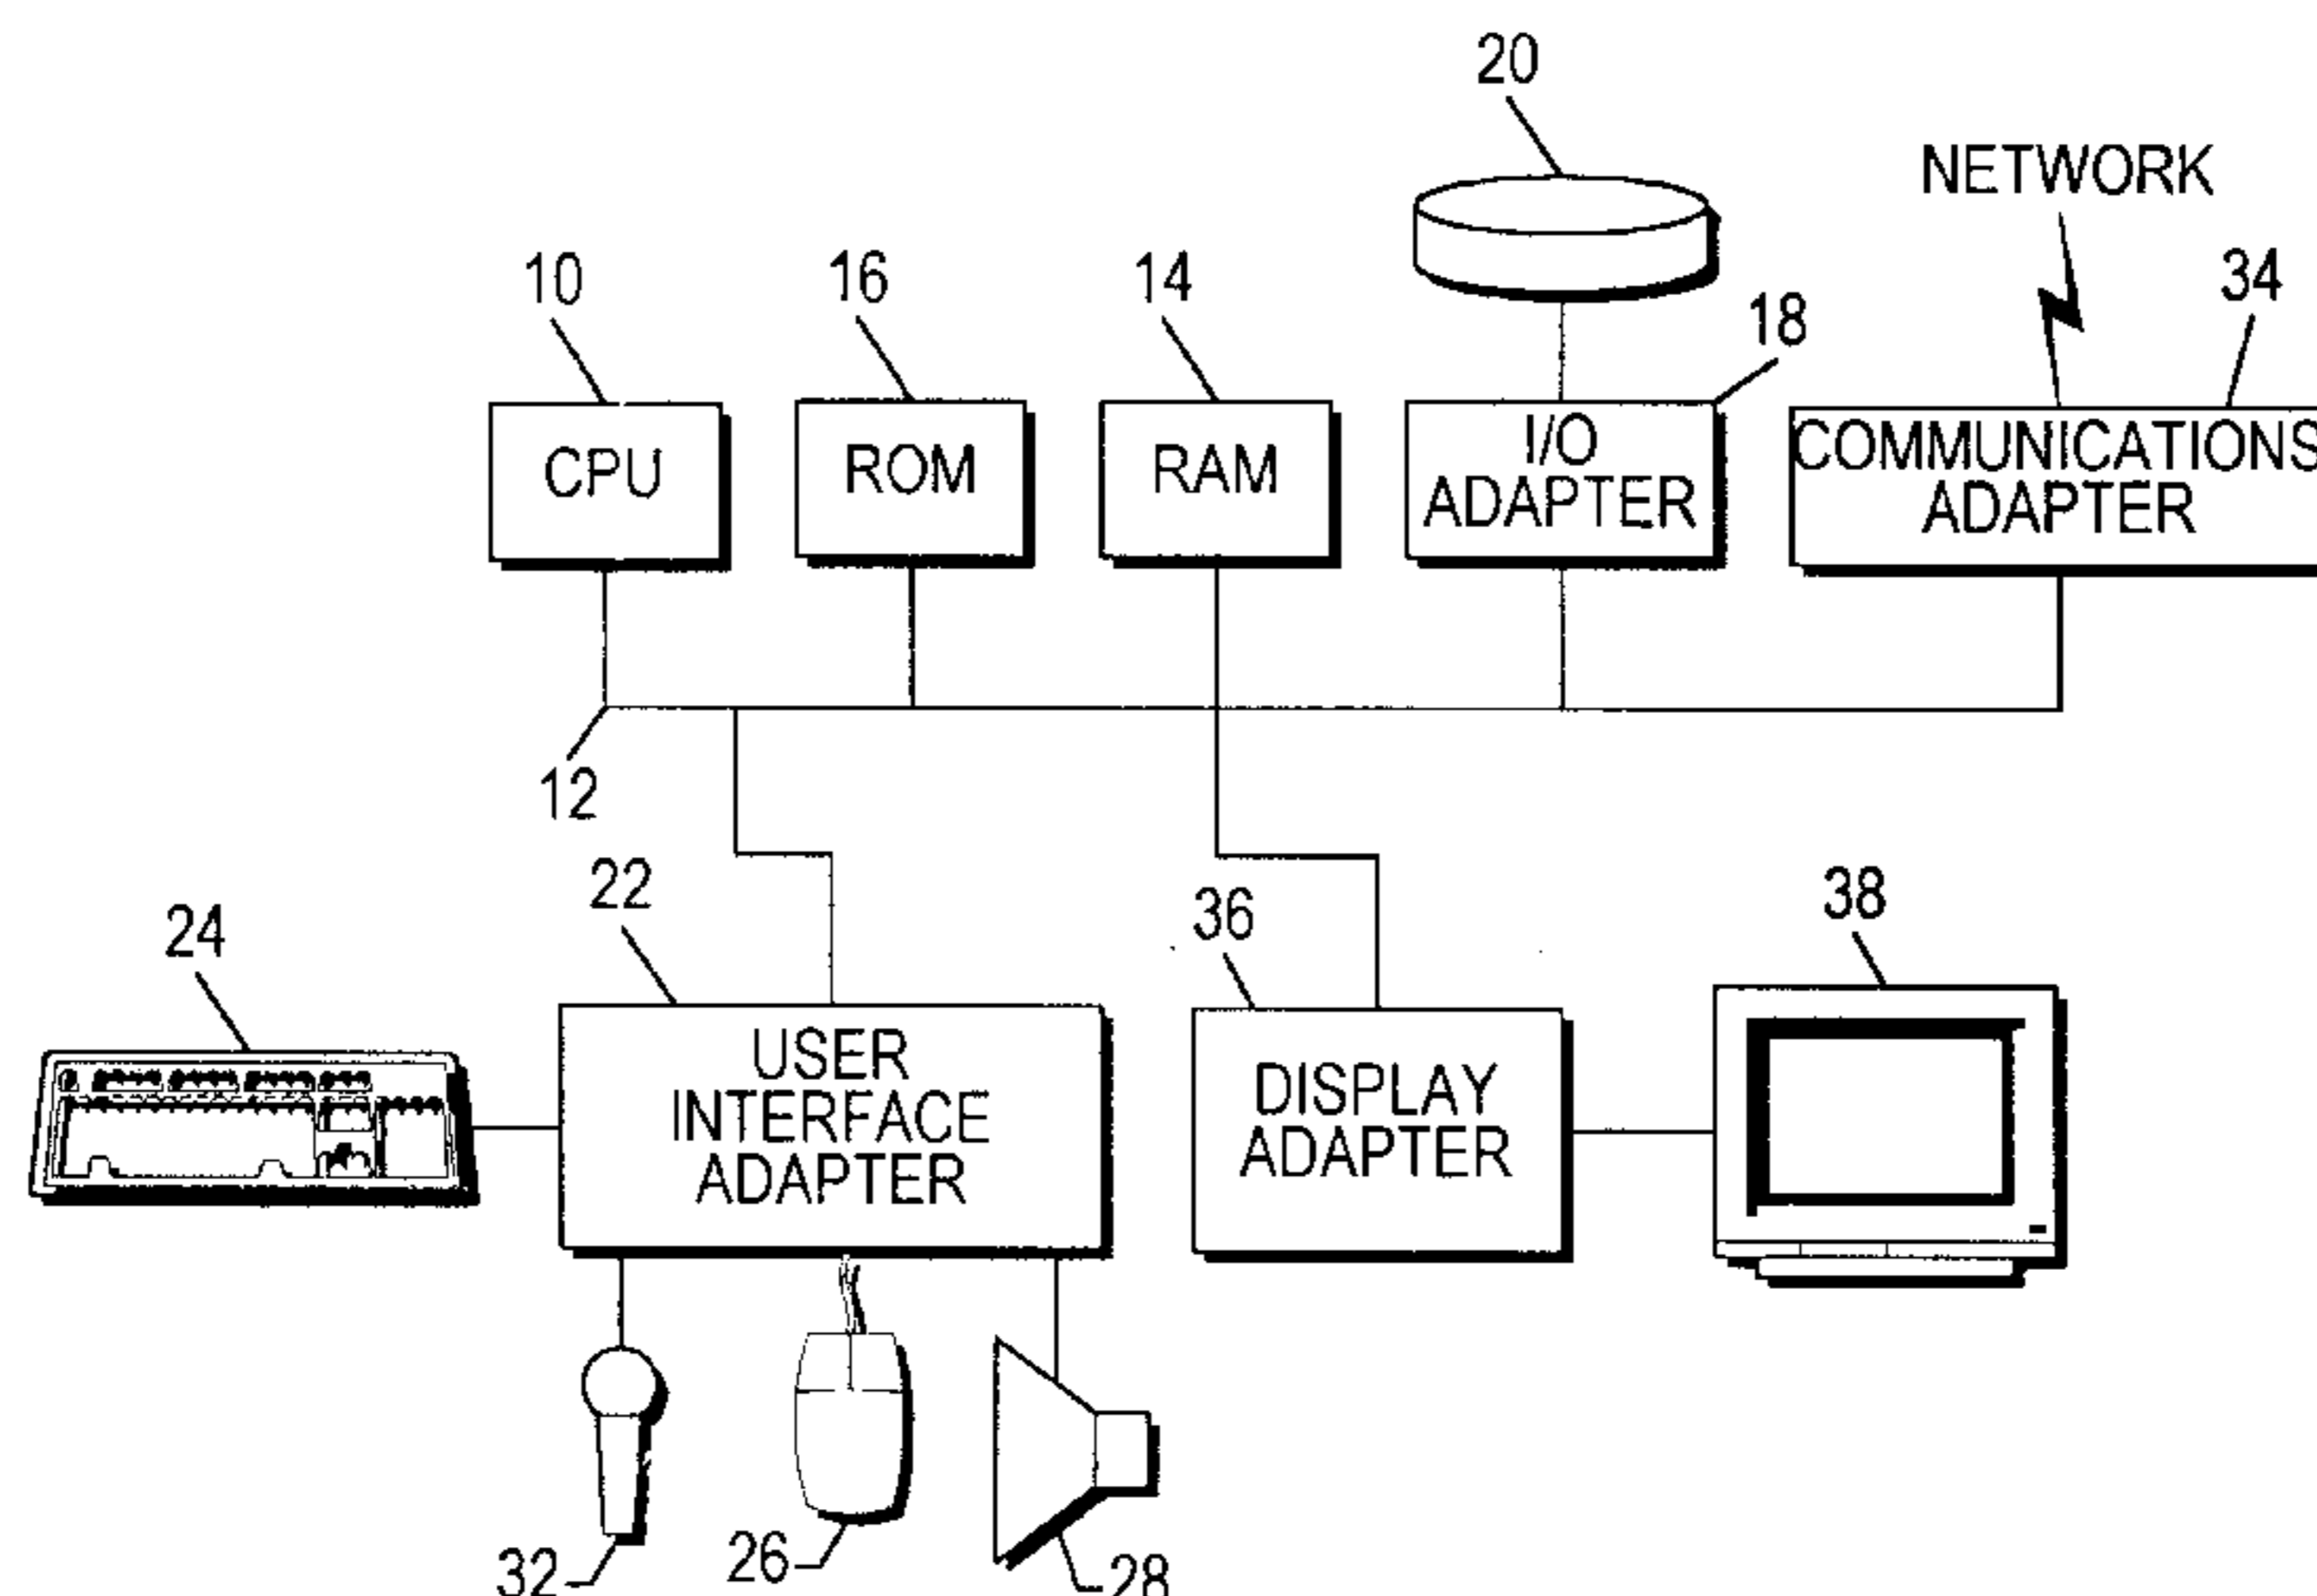 20
NETWORK
10
16
14
34
18
CPU
ROM
RAM
I/O
ADAPTER
COMMUNICATIONS
ADAPTER
12
22
36
38
24
USER
INTERFACE
ADAPTER
DISPLAY
ADAPTER
32
26
28